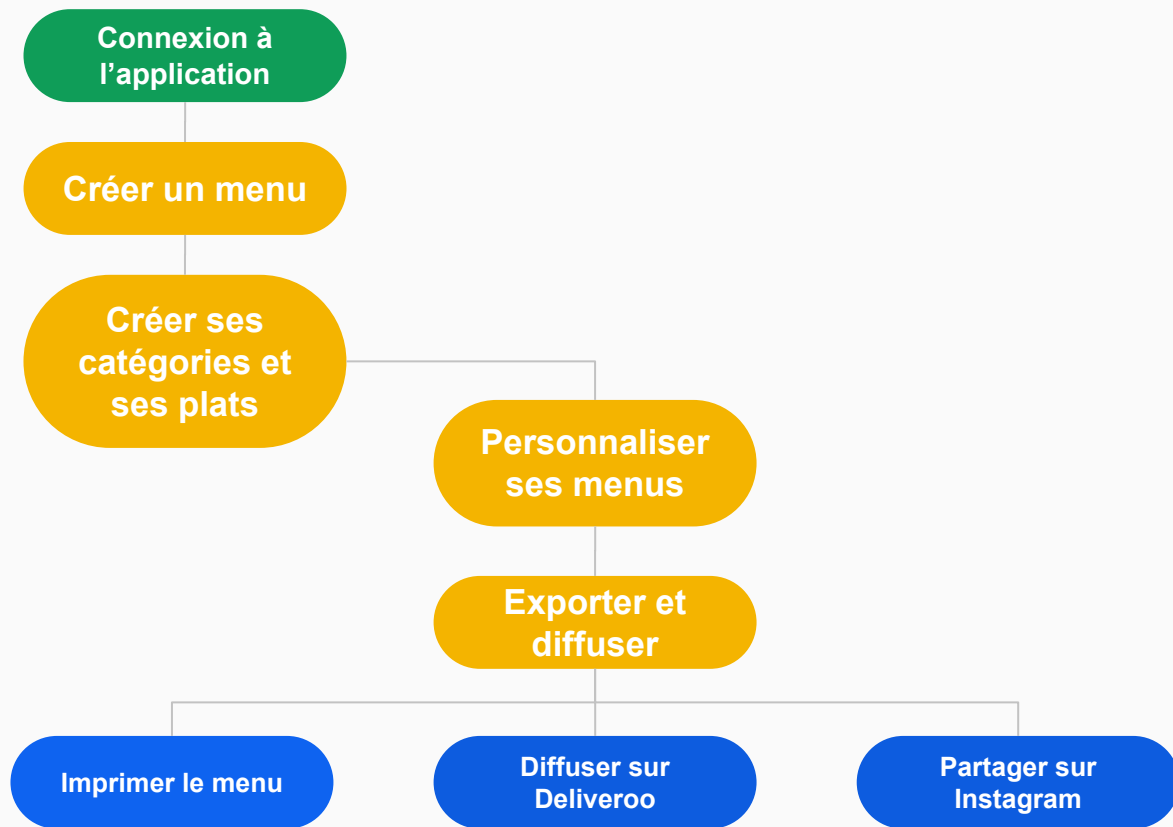 Connexion à
l’application
Créer un menu
Créer ses
catégories et
ses plats
Personnaliser
ses menus
Exporter et
diffuser
Imprimer le menu
Diffuser sur
Deliveroo
Partager sur
Instagram